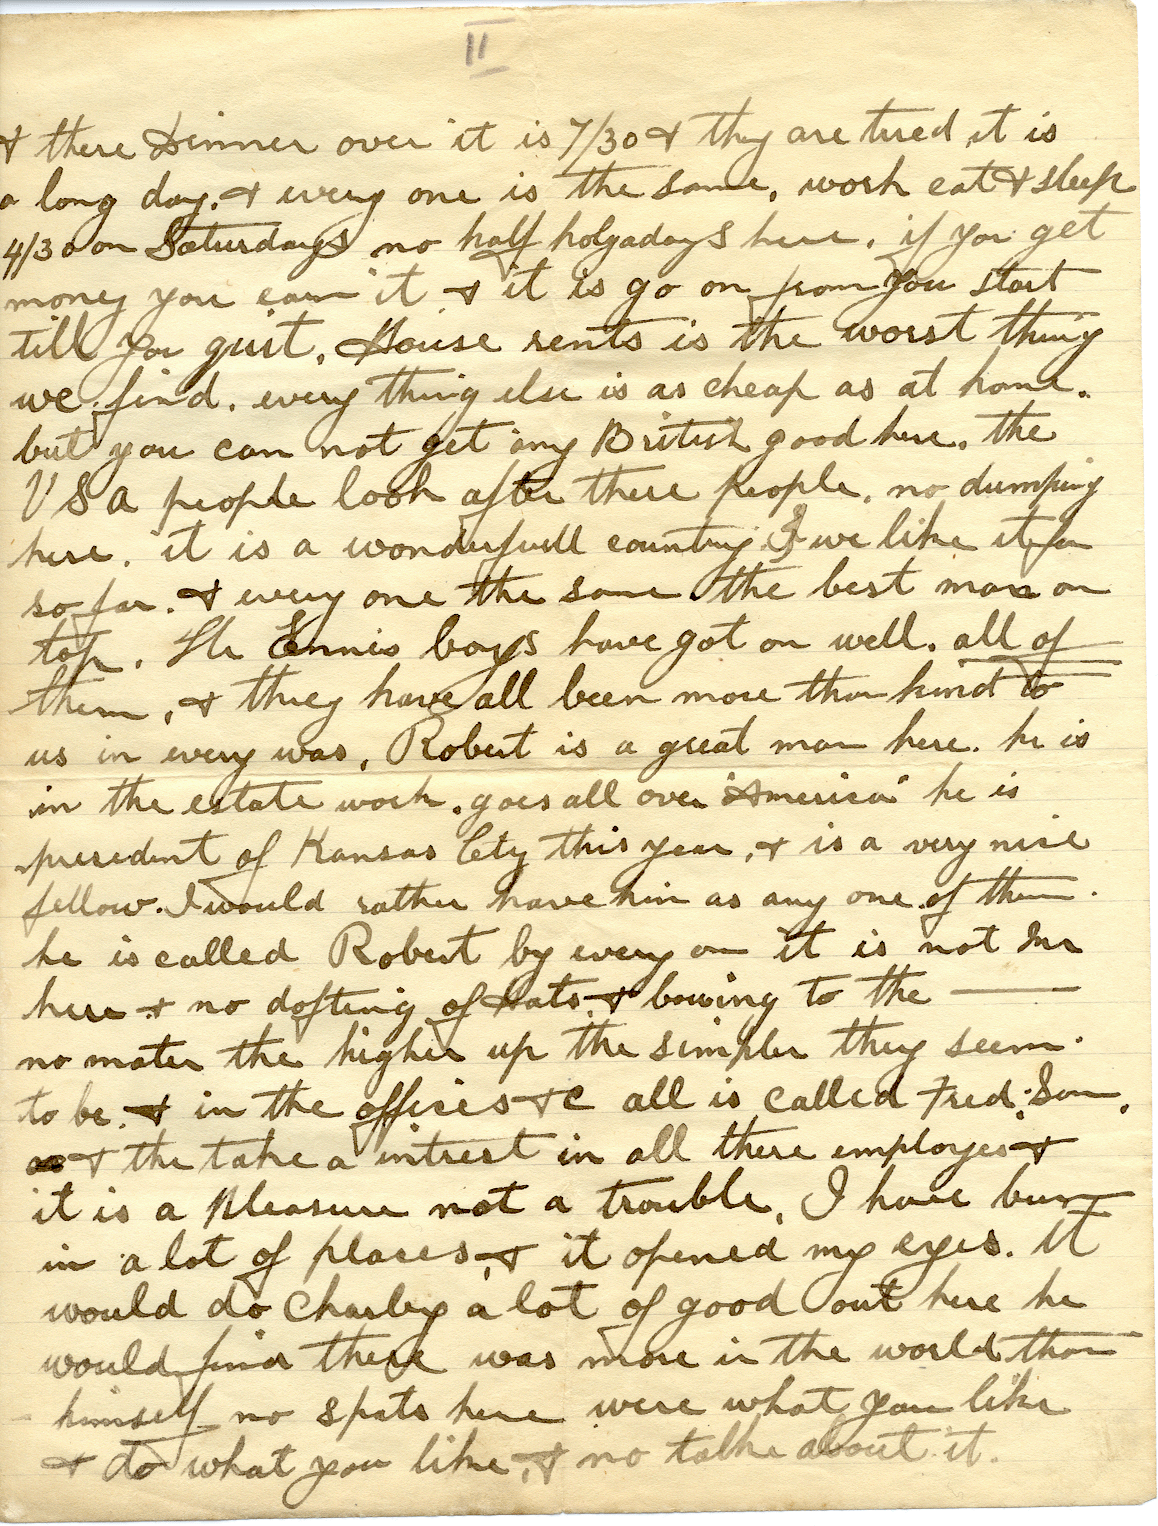 II
& there Dinner over it is 7/30 & they are tired it is
a long day. & every one is the same, work eat & sleep
4/30 on Saturdays no half holyadays here. if you get
money you earn it & it is go on from you start
till you quit, House rents is the worst thing
we find. every thing else is as cheap as at home.
but you can not get any British good here. the
U S A people look after there people. no dumping
here. it is a wonderfull country & we like it
so far. & every one the same the best man on
top. The Ennis boys have got on well. all of
them, & they have all been more than kind to
us in every was, Robert is a great man here. he is
in the estate work. goes all over "America" he is
president of Kansas City this year, & is a very nice
fellow. I would rather have him as any one of them.
he is called Robert by every on it is not Mr
here & no dofting of hats & bowing to the ——
no mater the higher up the simpler they seem.
to be. & in the offices & C all is called Fred: Sam,
& the take a intrest in all there employes &
it is a pleasure not a trouble, I have been
in a lot of places, & it opened my eyes. It
would do Charley a lot of good out here he
would find there was more in the world than
himself no spats here were what you like
& do what you like, & no talke about it.